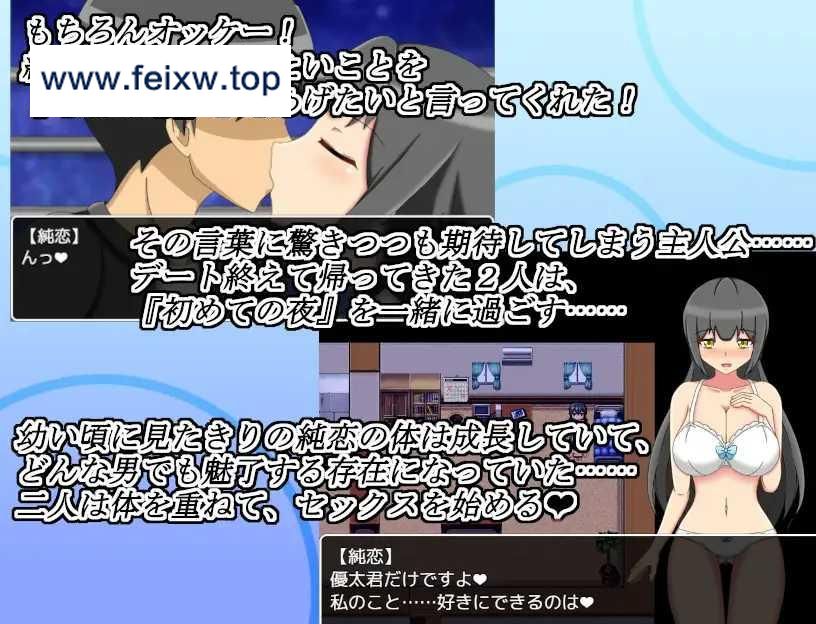 もちろんオッケー！
たいことを
www.feixw.top
あげたいと言ってくれた！
【純恋】
んっ❤
その言葉に驚きつつも期待してしまう主人公……
デート終えて帰ってきた２人は、
『初めての夜』を一緒に過ごす……
幼い頃に見たきりの純恋の体は成長していて、
どんな男でも魅了する存在になっていた……
二人は体を重ねて、セックスを始める❤
【純恋】
優太君だけですよ❤
私のこと……好きにできるのは❤